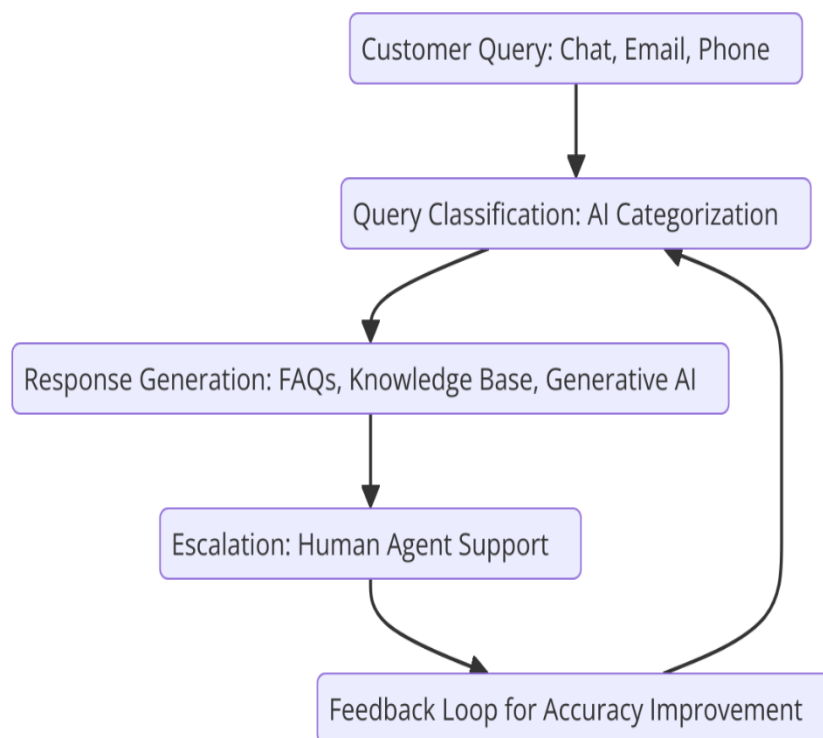 Customer Query: Chat, Email, Phone
Query Classification: AI Categorization
Response Generation: FAQs, Knowledge Base, Generative AI
Escalation: Human Agent Support
Feedback Loop for Accuracy Improvement